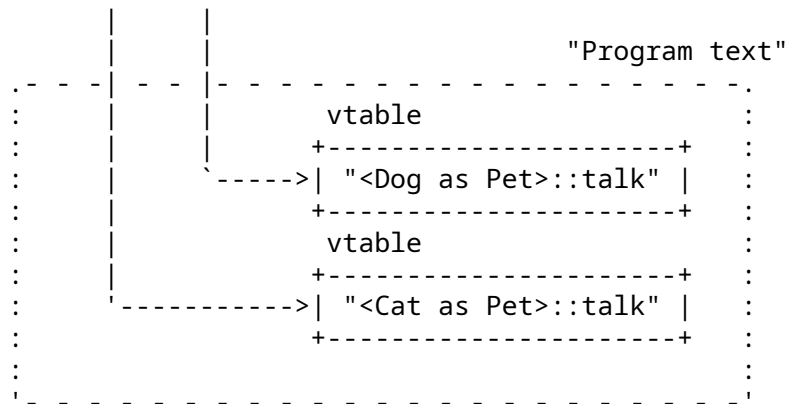 "Program text"
vtable
"<Dog as Pet>::talk"
vtable
"<Cat as Pet>::talk"